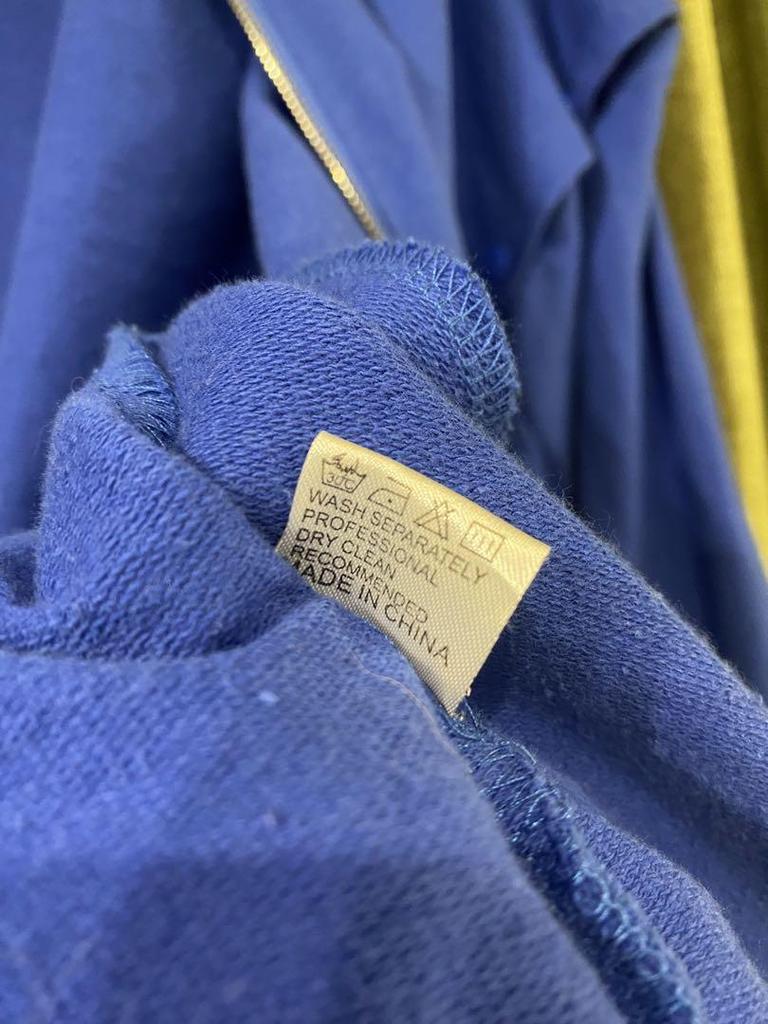 30°C
WASH SEPARATELY
PROFESSIONAL
DRY CLEAN
RECOMMENDED
MADE IN CHINA